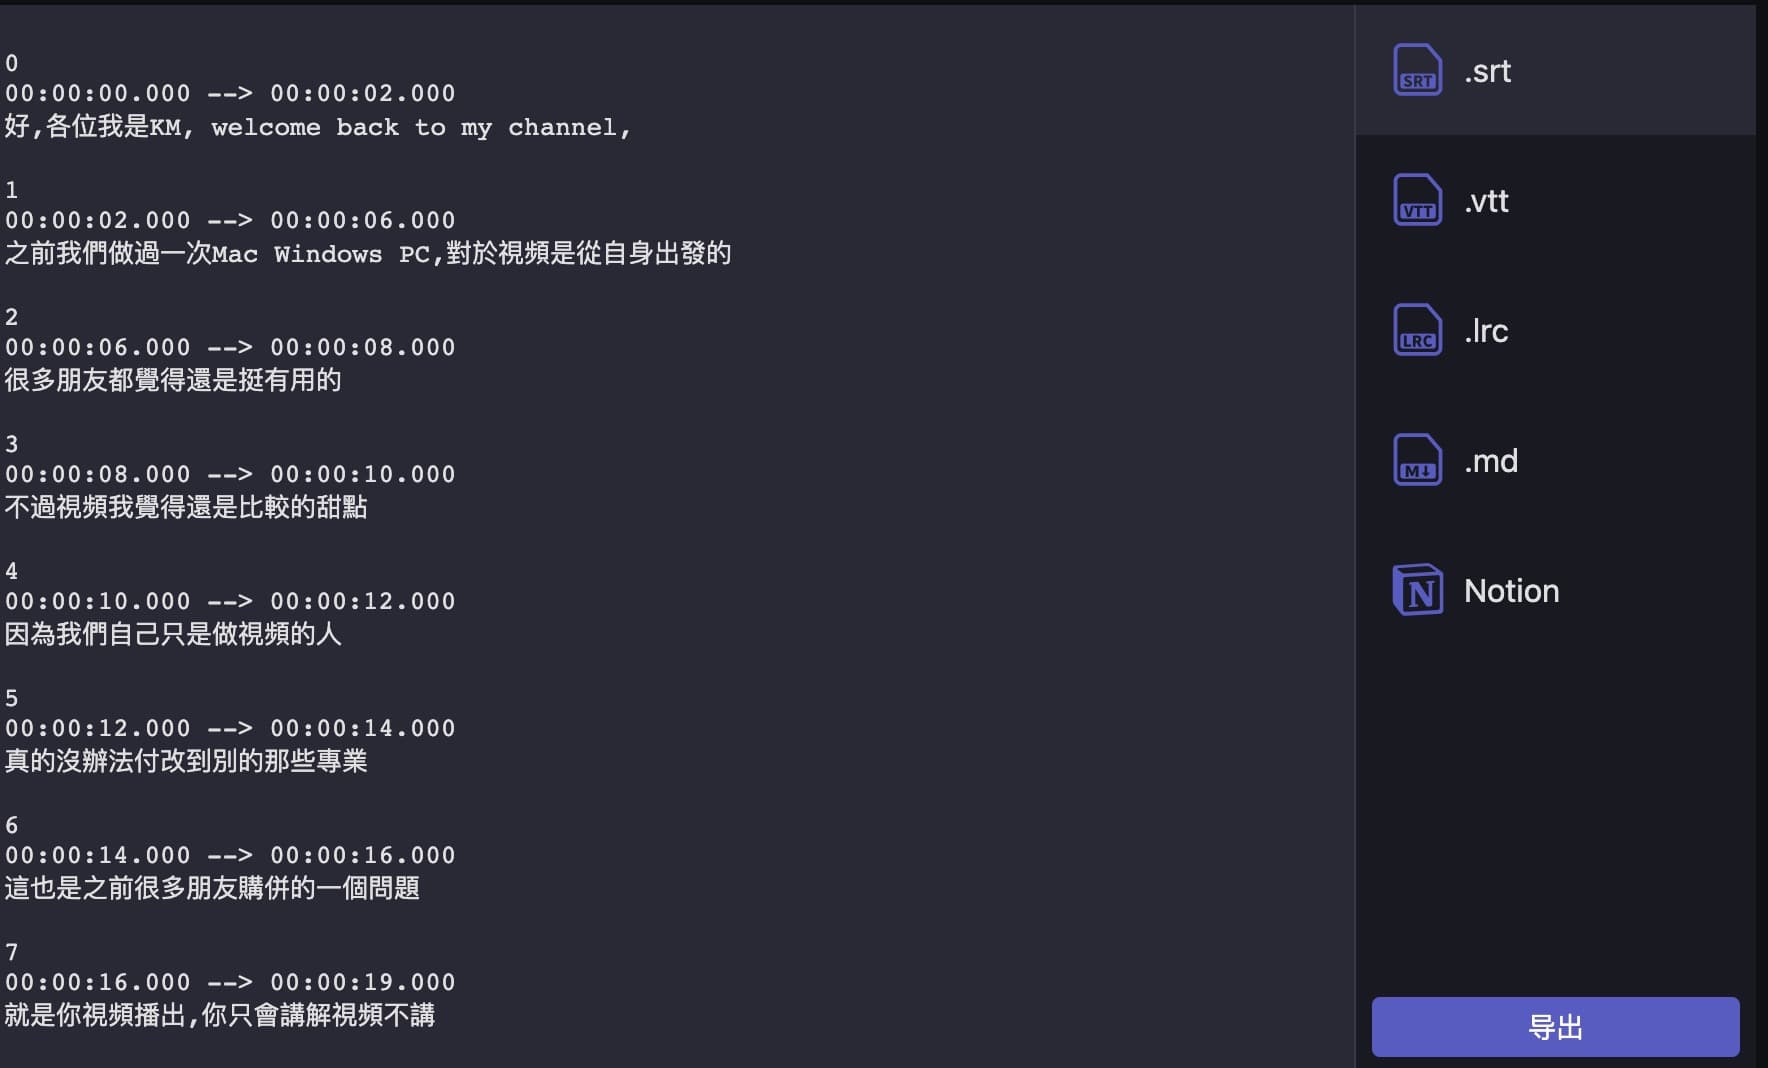 0
00:00:00.000 --> 00:00:02.000
好,各位我是KM, welcome back to my channel,
1
00:00:02.000 --> 00:00:06.000
之前我們做過一次Mac Windows PC,對於視頻是從自身出發的
2
00:00:06.000 --> 00:00:08.000
很多朋友都覺得還是挺有用的
3
00:00:08.000 --> 00:00:10.000
不過視頻我覺得還是比較的甜點
4
00:00:10.000 --> 00:00:12.000
因為我們自己只是做視頻的人
5
00:00:12.000 --> 00:00:14.000
真的沒辦法付改到別的那些專業
6
00:00:14.000 --> 00:00:16.000
這也是之前很多朋友購併的一個問題
7
00:00:16.000 --> 00:00:19.000
就是你視頻播出,你只會講解視頻不講
SRT .srt
VTT .vtt
LRC .lrc
M↓ .md
N Notion
导出